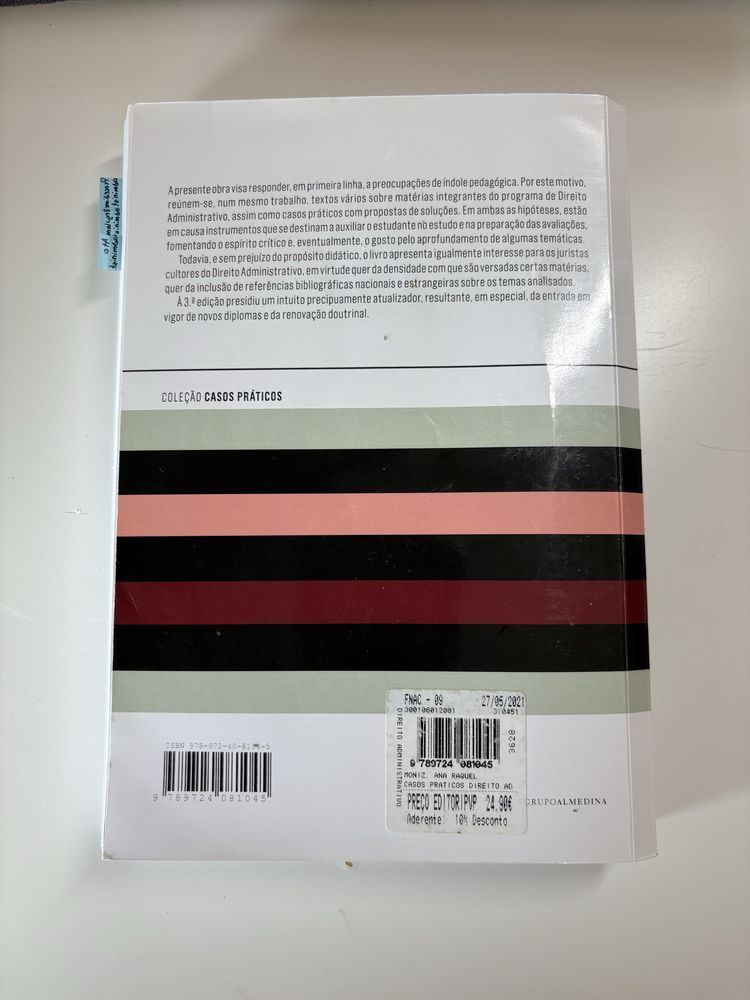 A presente obra visa responder, em primeira linha, a preocupações de índole pedagógica. Por este motivo,
reúnem-se, num mesmo trabalho, textos vários sobre matérias integrantes do programa de Direito
Administrativo, assim como casos práticos com propostas de soluções. Em ambas as hipóteses, estão
em causa instrumentos que se destinam a auxiliar o estudante no estudo e na preparação das avaliações,
fomentando o espírito crítico e, eventualmente, o gosto pelo aprofundamento de algumas temáticas.
Todavia, e sem prejuízo do propósito didático, o livro apresenta igualmente interesse para os juristas
cultores do Direito Administrativo, em virtude quer da densidade com que são versadas certas matérias,
quer da inclusão de referências bibliográficas nacionais e estrangeiras sobre os temas analisados.
À 3.ª edição presidiu um intuito precipuamente atualizador, resultante, em especial, da entrada em
vigor de novos diplomas e da renovação doutrinal.
COLEÇÃO CASOS PRÁTICOS
FNAC - 09 27/05/2021
300106012001 310451
DIREITO ADMINISTRATIVO
3628
9 789724 081045
MONIZ, ANA RAQUEL
CASOS PRATICOS DIREITO AD
PREÇO EDITOR|PVP 24.90€
Aderente: 10% Desconto
ISBN 978-972-40-8104-5
9 789724 081045
GRUPOALMEDINA